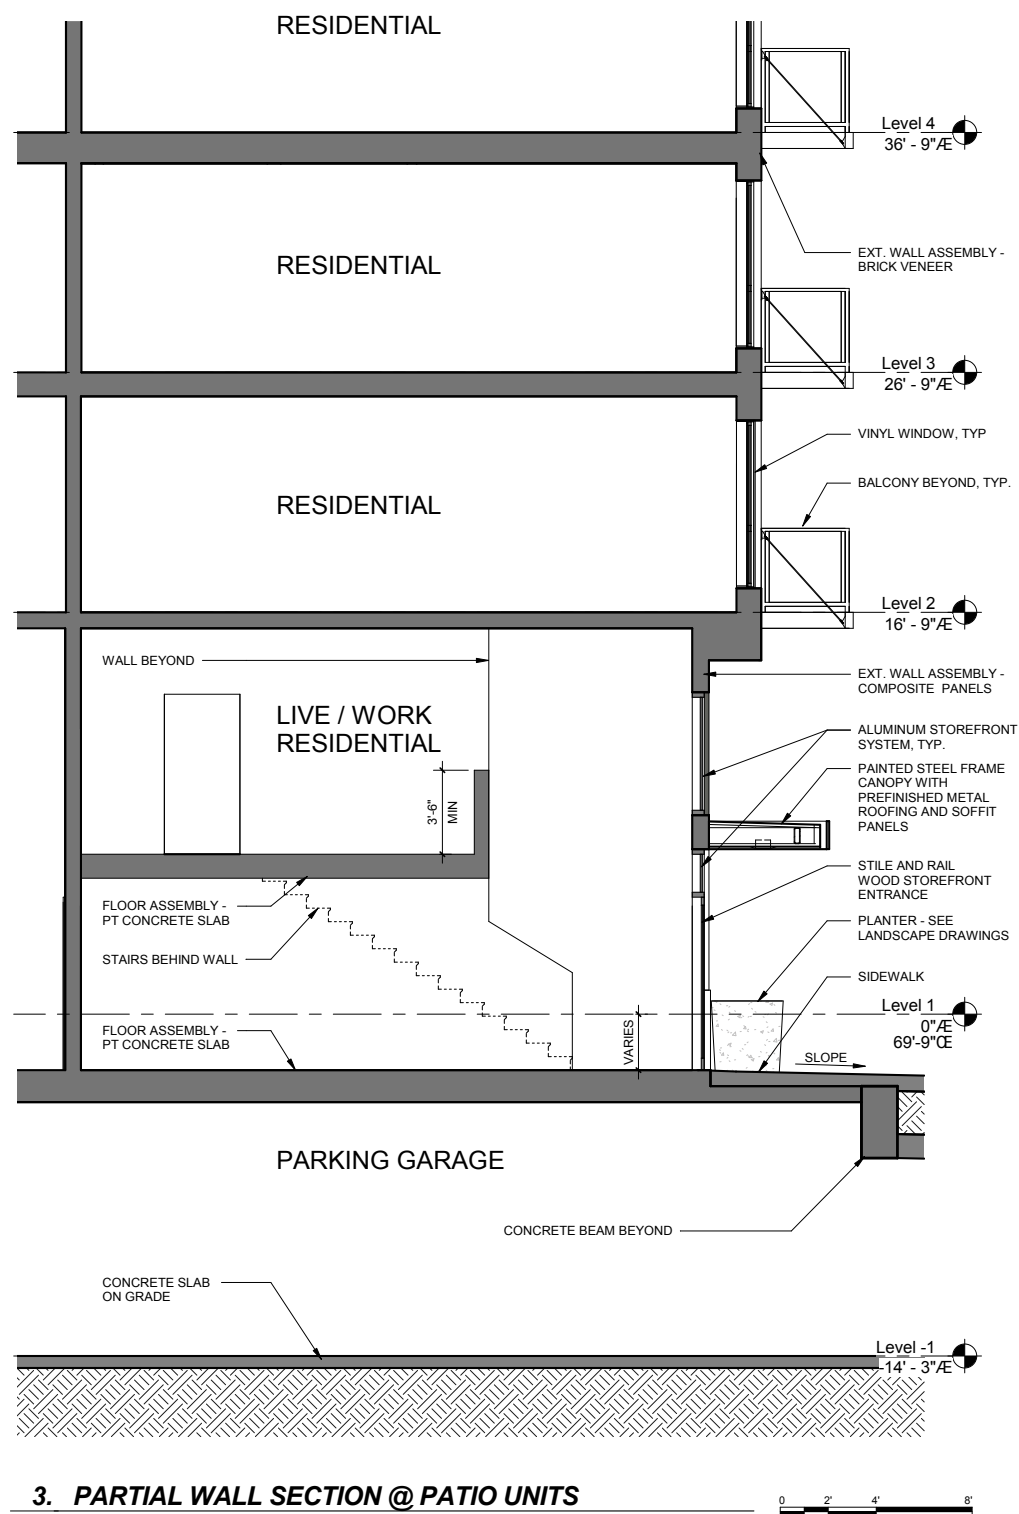 RESIDENTIAL
Level 4
36' - 9"Æ
EXT. WALL ASSEMBLY -
BRICK VENEER
RESIDENTIAL
Level 3
26' - 9"Æ
VINYL WINDOW, TYP
BALCONY BEYOND, TYP.
RESIDENTIAL
Level 2
16' - 9"Æ
WALL BEYOND
EXT. WALL ASSEMBLY -
COMPOSITE PANELS
LIVE / WORK
RESIDENTIAL
ALUMINUM STOREFRONT
SYSTEM, TYP.
PAINTED STEEL FRAME
CANOPY WITH
PREFINISHED METAL
ROOFING AND SOFFIT
PANELS
3'-6"
MIN
STILE AND RAIL
WOOD STOREFRONT
ENTRANCE
FLOOR ASSEMBLY -
PT CONCRETE SLAB
PLANTER - SEE
LANDSCAPE DRAWINGS
STAIRS BEHIND WALL
SIDEWALK
Level 1
0"Æ
69'-9"Œ
FLOOR ASSEMBLY -
PT CONCRETE SLAB
VARIES
SLOPE
PARKING GARAGE
CONCRETE BEAM BEYOND
CONCRETE SLAB
ON GRADE
Level -1
-14' - 3"Æ
3. PARTIAL WALL SECTION @ PATIO UNITS
0 2' 4' 8'